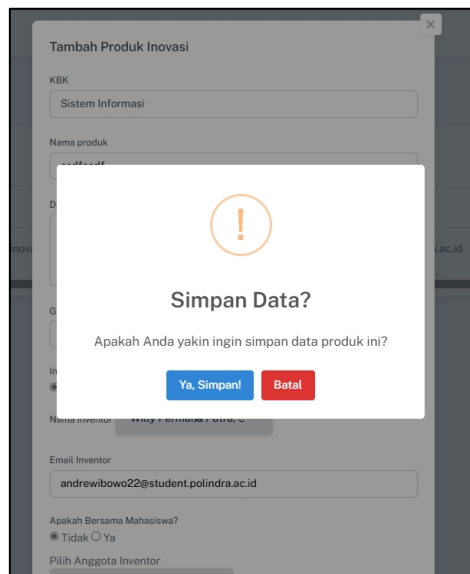 ×
Tambah Produk Inovasi
KBK
Sistem Informasi
Nama produk
Simpan Data?
Apakah Anda yakin ingin simpan data produk ini?
Ya, Simpan! Batal
Nama Inventor
Email Inventor
andrewibowo22@student.polindra.ac.id
Apakah Bersama Mahasiswa?
Tidak Ya
Pilih Anggota Inventor